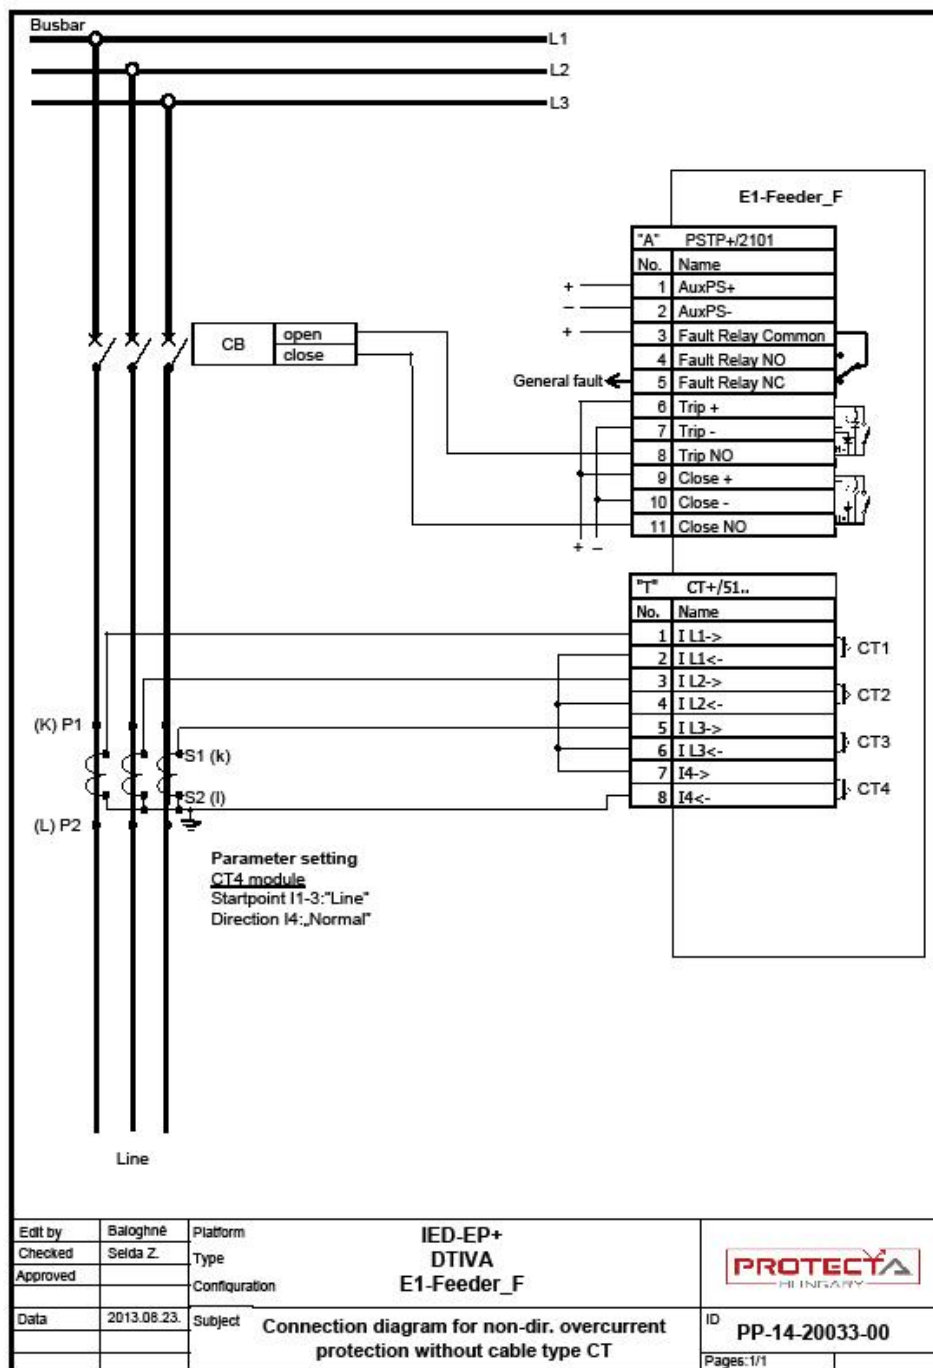 Busbar
L1
L2
L3
E1-Feeder_F
"A" PSTP+/2101
No. Name
+ 1 AuxPS+
– 2 AuxPS-
+ 3 Fault Relay Common
4 Fault Relay NO
General fault 5 Fault Relay NC
6 Trip +
7 Trip -
8 Trip NO
9 Close +
10 Close -
11 Close NO
+ –
CB open
close
"T" CT+/51..
No. Name
1 I L1->
2 I L1<-
CT1
3 I L2->
4 I L2<-
CT2
5 I L3->
6 I L3<-
CT3
7 I4->
8 I4<-
CT4
(K) P1
S1 (k)
S2 (l)
(L) P2
Parameter setting
CT4 module
Startpoint I1-3:"Line"
Direction I4:„Normal"
Line
Edit by Baloghné
Checked Seida Z.
Approved
Data 2013.08.23.
Platform IED-EP+
Type DTIVA
Configuration E1-Feeder_F
Subject Connection diagram for non-dir. overcurrent
protection without cable type CT
PROTECTA
HUNGARY
ID PP-14-20033-00
Pages:1/1